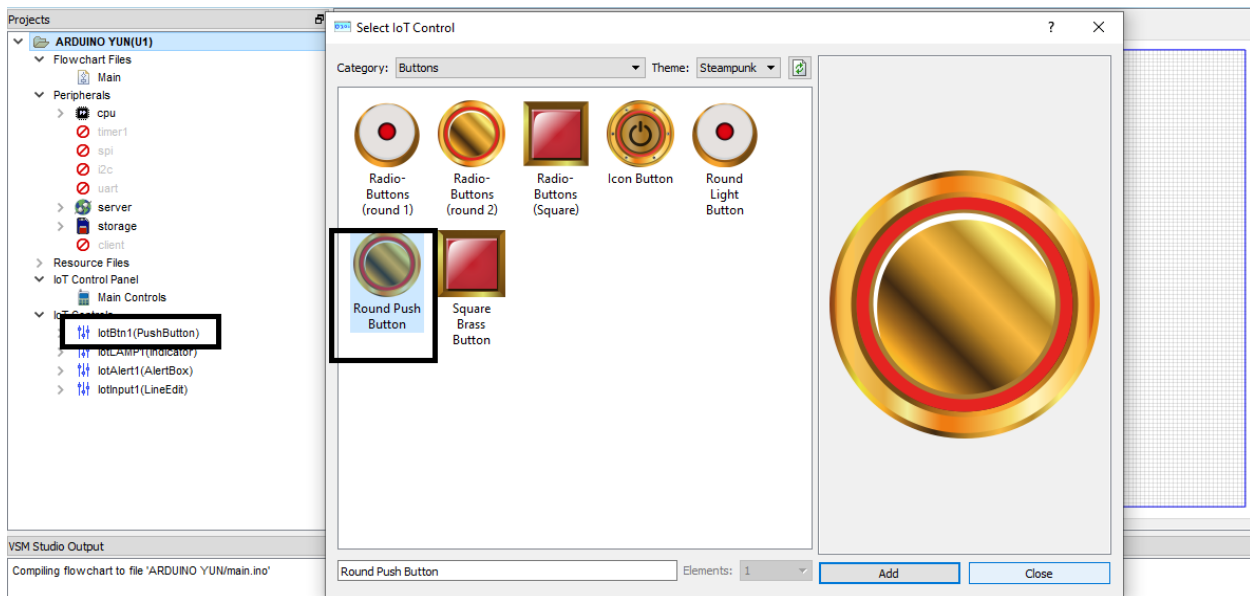 Projects
ARDUINO YUN(U1)
Flowchart Files
Main
Peripherals
cpu
timer1
spi
i2c
uart
server
storage
client
Resource Files
IoT Control Panel
Main Controls
IoT Controls
IotBtn1(PushButton)
IotLAMP1(Indicator)
IotAlert1(AlertBox)
IotInput1(LineEdit)
VSM Studio Output
Compiling flowchart to file 'ARDUINO YUN/main.ino'
Select IoT Control
?
Category: Buttons Theme: Steampunk
Radio-
Buttons
(round 1)
Radio-
Buttons
(round 2)
Radio-
Buttons
(Square)
Icon Button
Round
Light
Button
Round Push
Button
Square
Brass
Button
Round Push Button Elements: 1 Add Close